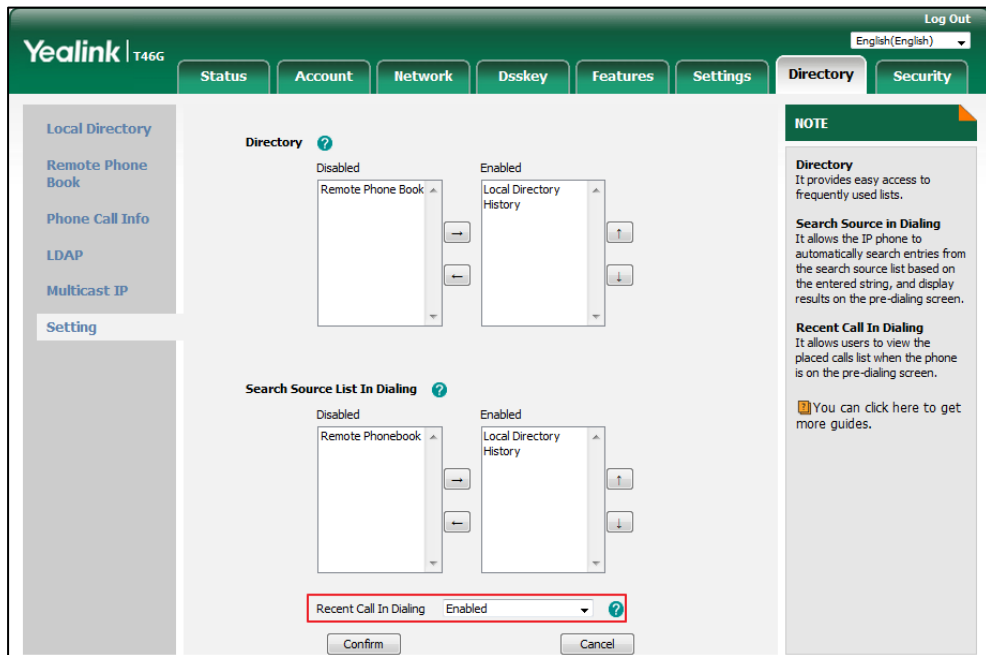 Log Out
Yealink | T46G
English(English)
Status Account Network Dsskey Features Settings Directory Security
Local Directory
Remote Phone
Book
Phone Call Info
LDAP
Multicast IP
Setting
Directory ?
Disabled Enabled
Remote Phone Book Local Directory
History
→ ↑
← ↓
Search Source List In Dialing ?
Disabled Enabled
Remote Phonebook Local Directory
History
→ ↑
← ↓
Recent Call In Dialing Enabled ?
Confirm Cancel
NOTE
Directory
It provides easy access to
frequently used lists.
Search Source in Dialing
It allows the IP phone to
automatically search entries from
the search source list based on
the entered string, and display
results on the pre-dialing screen.
Recent Call In Dialing
It allows users to view the
placed calls list when the phone
is on the pre-dialing screen.
? You can click here to get
more guides.